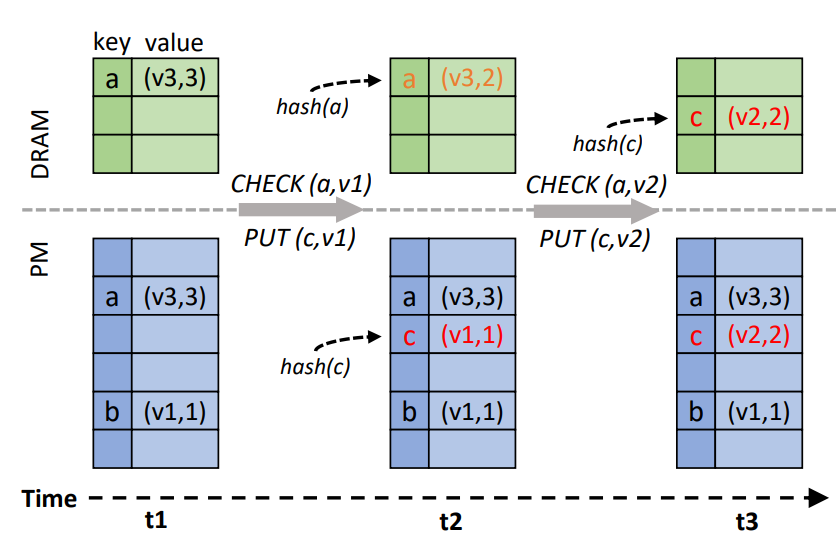 key value
a (v3,3)
hash(a)
a (v3,2)
hash(c)
c (v2,2)
DRAM
CHECK (a,v1)
PUT (c,v1)
CHECK (a,v2)
PUT (c,v2)
PM
a (v3,3)
b (v1,1)
hash(c)
a (v3,3)
c (v1,1)
b (v1,1)
a (v3,3)
c (v2,2)
b (v1,1)
Time
t1 t2 t3